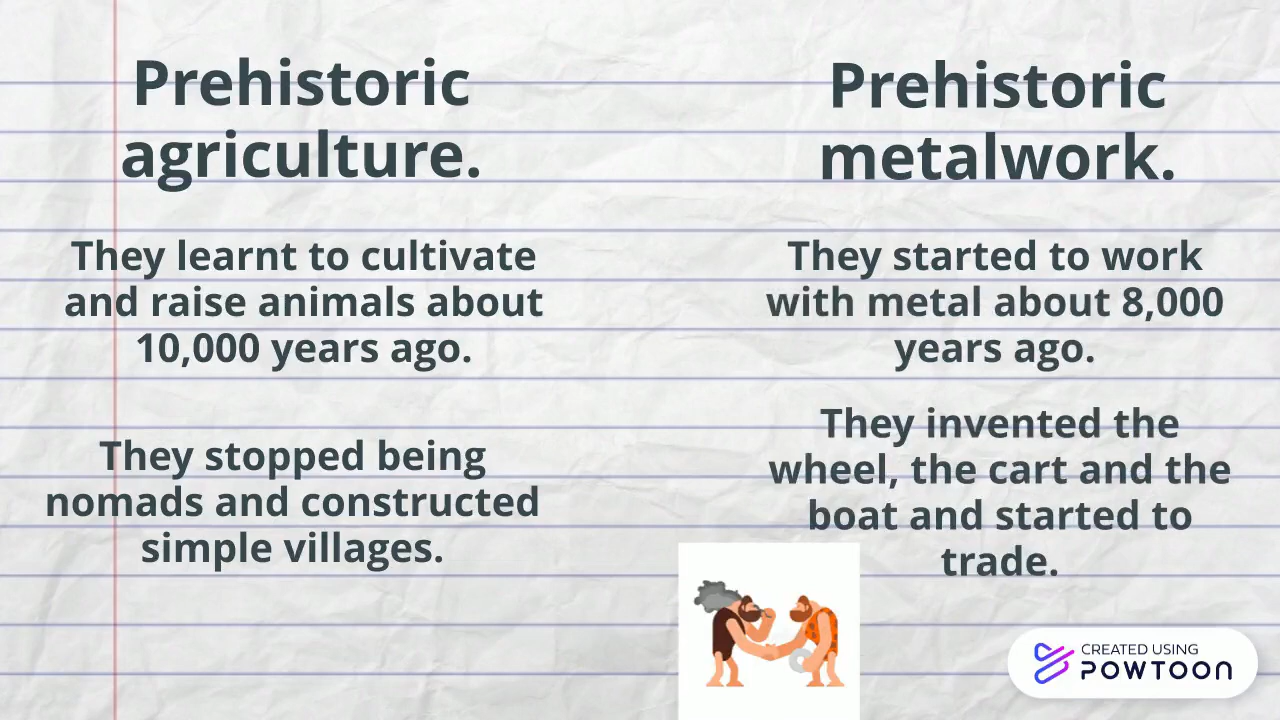 Prehistoric
agriculture.
They learnt to cultivate
and raise animals about
10,000 years ago.
They stopped being
nomads and constructed
simple villages.
Prehistoric
metalwork.
They started to work
with metal about 8,000
years ago.
They invented the
wheel, the cart and the
boat and started to
trade.
CREATED USING
POWTOON